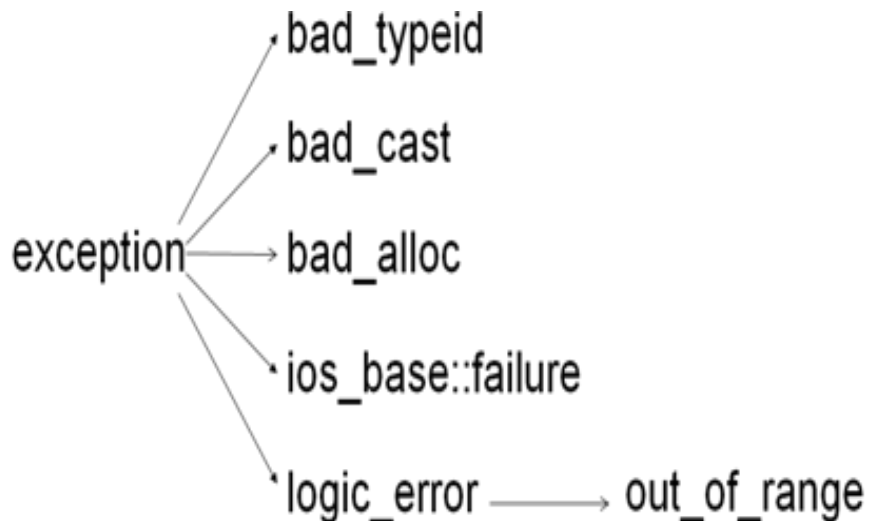 bad_typeid
bad_cast
exception
bad_alloc
ios_base::failure
logic_error
out_of_range